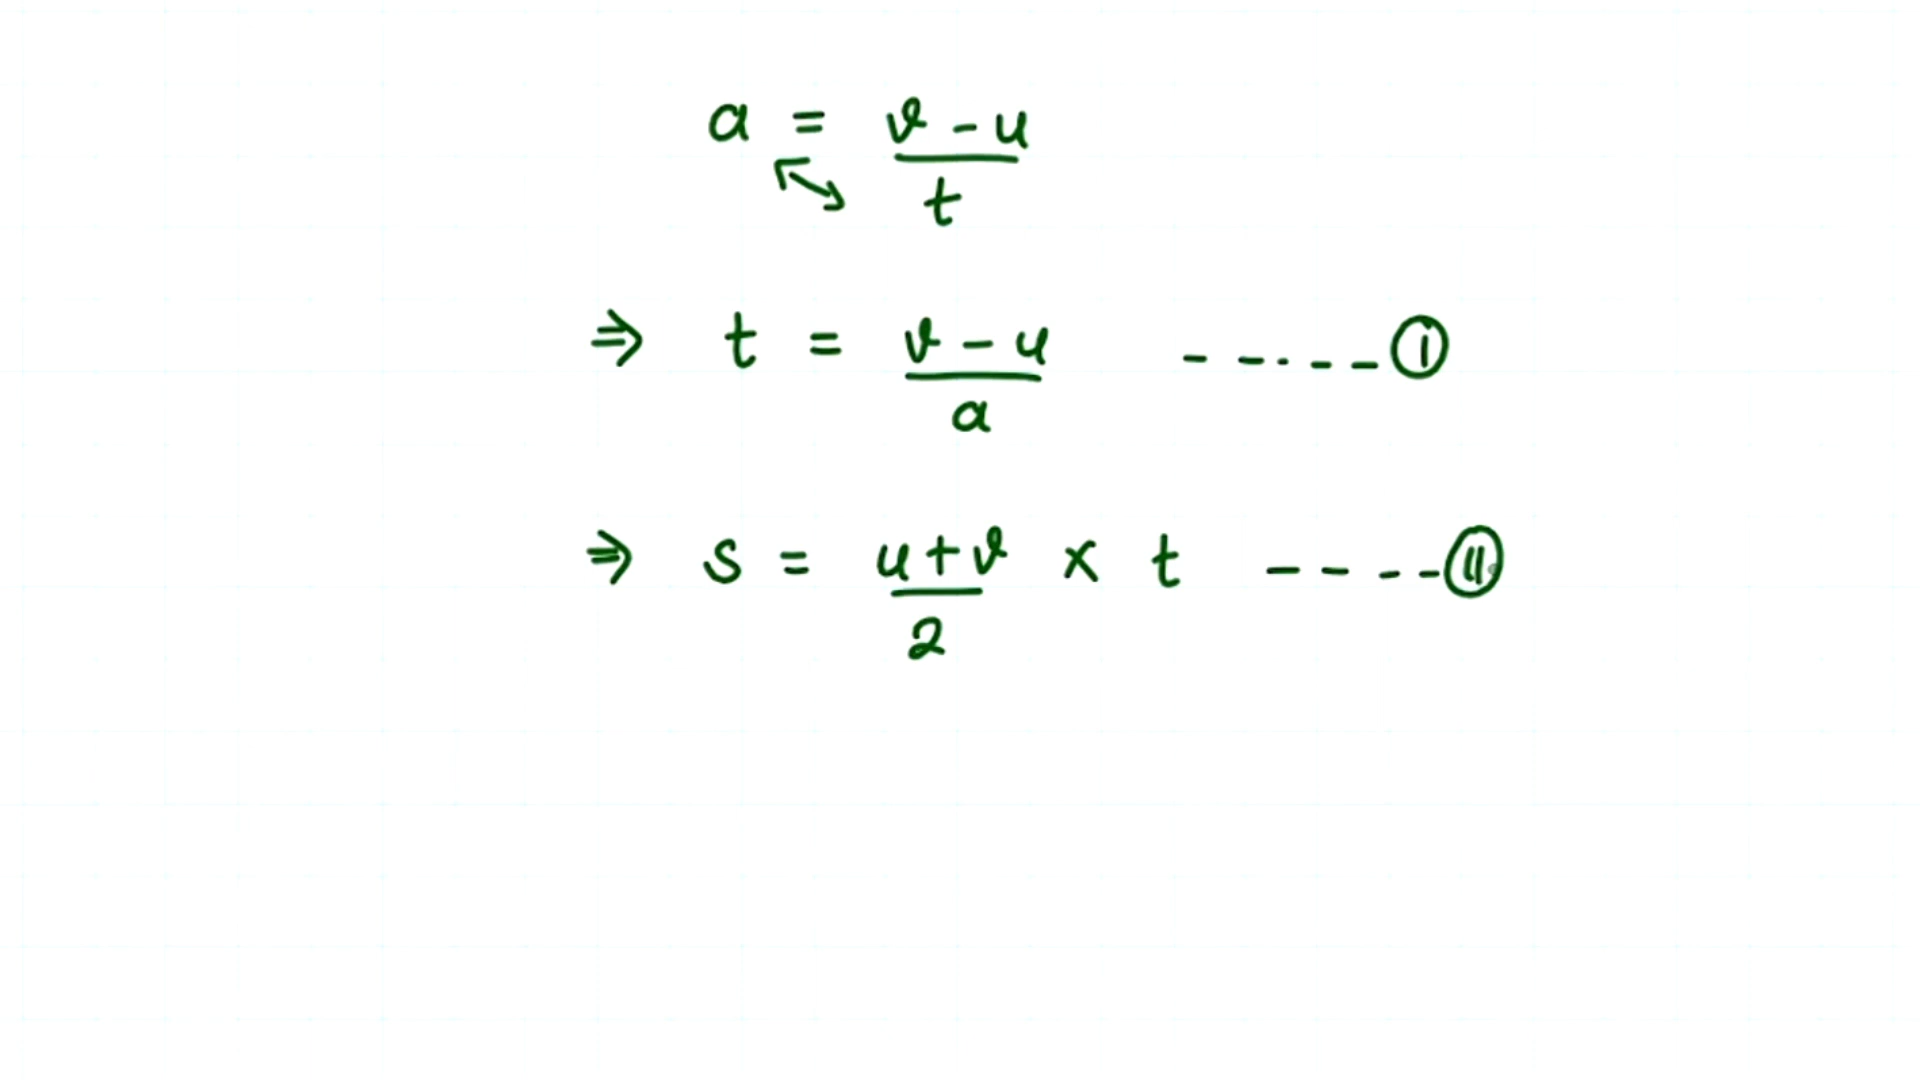 a = v - u
t
⇒ t = v - u - - - - - ①
a
⇒ s = u + v × t - - - - ⑪
2